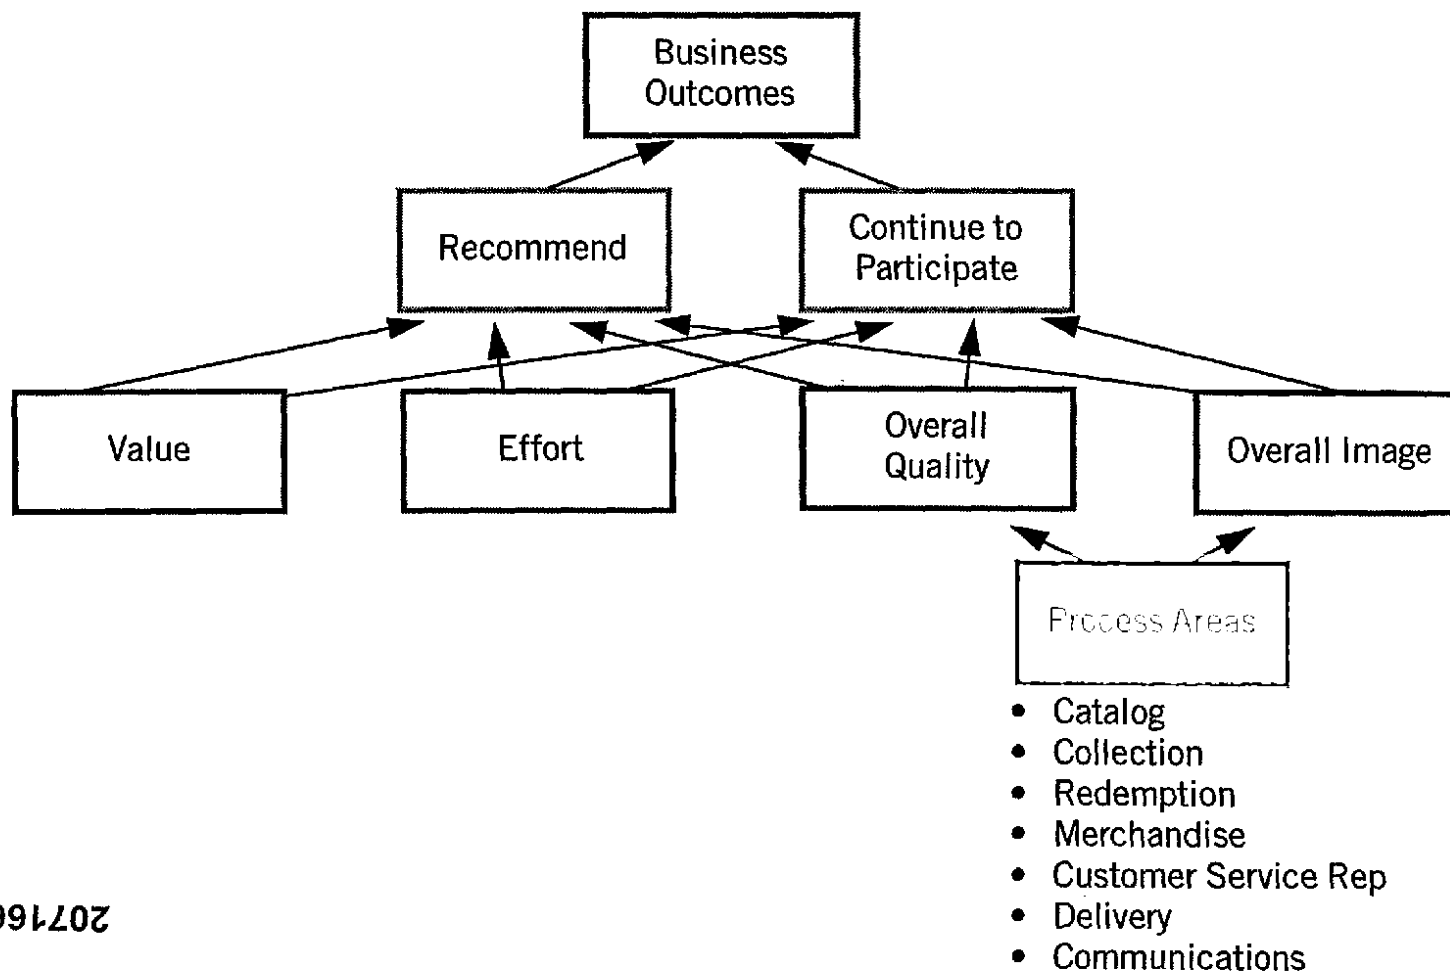 Business
Outcomes
Recommend
Continue to
Participate
Value
Effort
Overall
Quality
Overall Image
Process Areas
• Catalog
• Collection
• Redemption
• Merchandise
• Customer Service Rep
• Delivery
• Communications